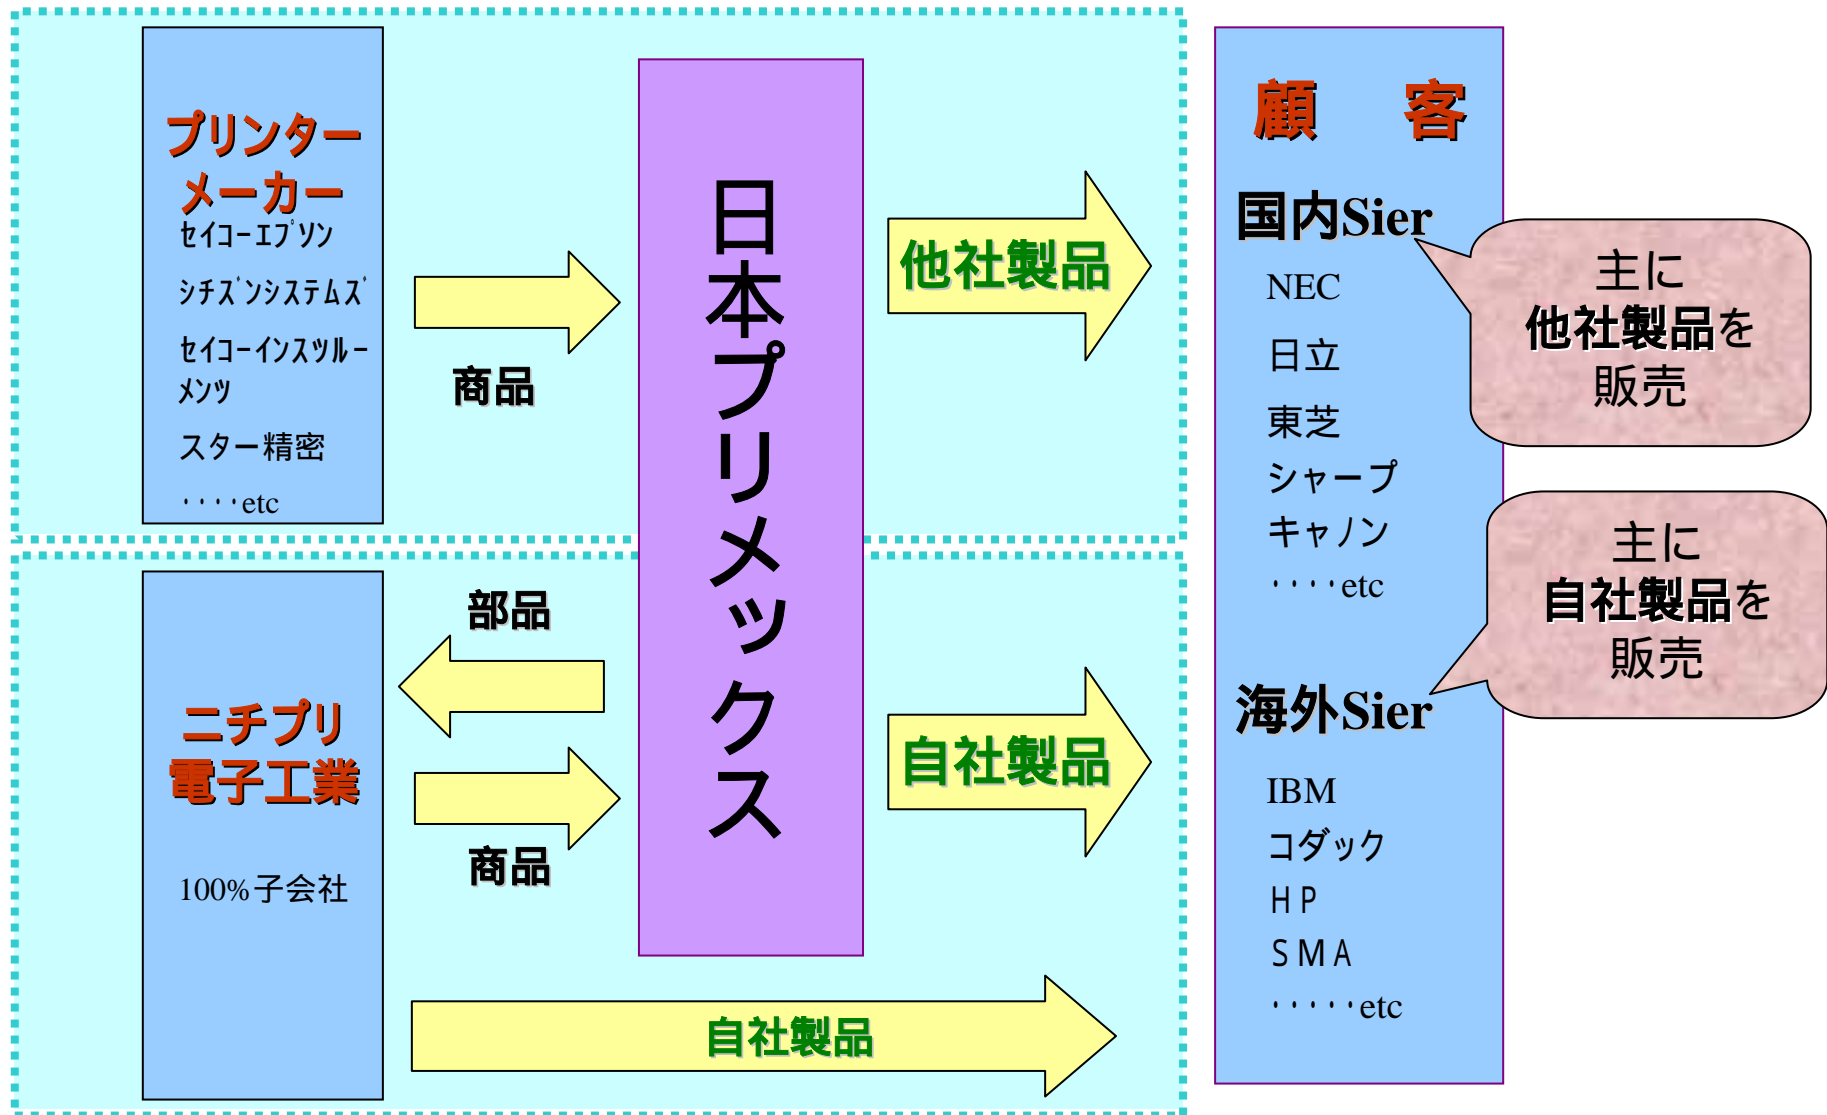 プリンター
メーカー
ｾｲｺｰｴﾌﾟｿﾝ
ｼﾁｽﾞﾝｼｽﾃﾑｽﾞ
ｾｲｺｰｲﾝｽﾂﾙｰ
ﾒﾝﾂ
スター精密
････etc
商品
日本プリメックス
他社製品
ニチプリ
電子工業
100%子会社
部品
商品
自社製品
自社製品
顧　客
国内Sier
NEC
日立
東芝
シャープ
キャノン
････etc
海外Sier
IBM
コダック
ＨＰ
ＳＭＡ
･････etc
主に
他社製品を
販売
主に
自社製品を
販売